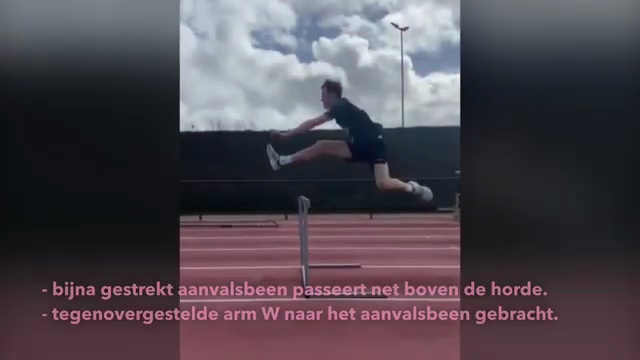 - bijna gestrekt aanvalsbeen passeert net boven de horde.
- tegenovergestelde arm W naar het aanvalsbeen gebracht.